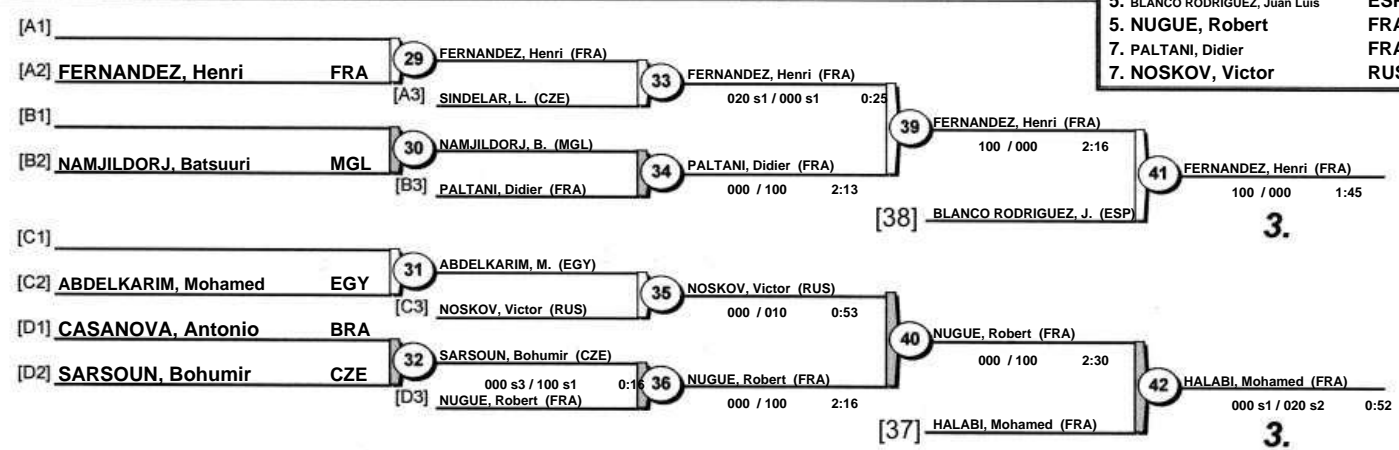 5. BLANCO RODRIGUEZ, Juan Luis ESP
5. NUGUE, Robert FRA
7. PALTANI, Didier FRA
7. NOSKOV, Victor RUS
[A1]
[A2] FERNANDEZ, Henri FRA
29
FERNANDEZ, Henri (FRA)
[A3] SINDELAR, L. (CZE)
33
FERNANDEZ, Henri (FRA)
020 s1 / 000 s1 0:25
[B1]
[B2] NAMJILDORJ, Batsuuri MGL
30
NAMJILDORJ, B. (MGL)
[B3] PALTANI, Didier (FRA)
34
PALTANI, Didier (FRA)
000 / 100 2:13
39
FERNANDEZ, Henri (FRA)
100 / 000 2:16
[38] BLANCO RODRIGUEZ, J. (ESP)
41
FERNANDEZ, Henri (FRA)
100 / 000 1:45
3.
[C1]
[C2] ABDELKARIM, Mohamed EGY
31
ABDELKARIM, M. (EGY)
[C3] NOSKOV, Victor (RUS)
35
NOSKOV, Victor (RUS)
000 / 010 0:53
[D1] CASANOVA, Antonio BRA
[D2] SARSOUN, Bohumir CZE
32
SARSOUN, Bohumir (CZE)
000 s3 / 100 s1 0:16
[D3] NUGUE, Robert (FRA)
36
NUGUE, Robert (FRA)
000 / 100 2:16
40
NUGUE, Robert (FRA)
000 / 100 2:30
[37] HALABI, Mohamed (FRA)
42
HALABI, Mohamed (FRA)
000 s1 / 020 s2 0:52
3.